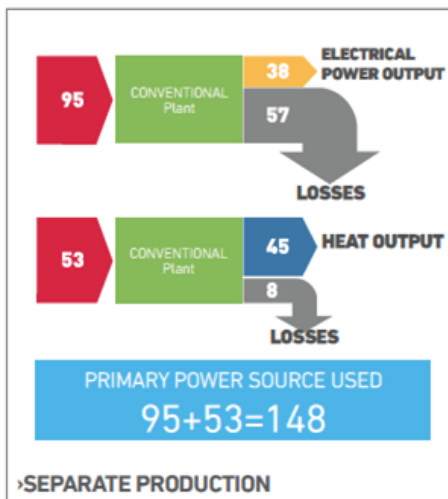 95
CONVENTIONAL
Plant
38
ELECTRICAL
POWER OUTPUT
57
LOSSES
53
CONVENTIONAL
Plant
45
HEAT OUTPUT
8
LOSSES
PRIMARY POWER SOURCE USED
95+53=148
›SEPARATE PRODUCTION